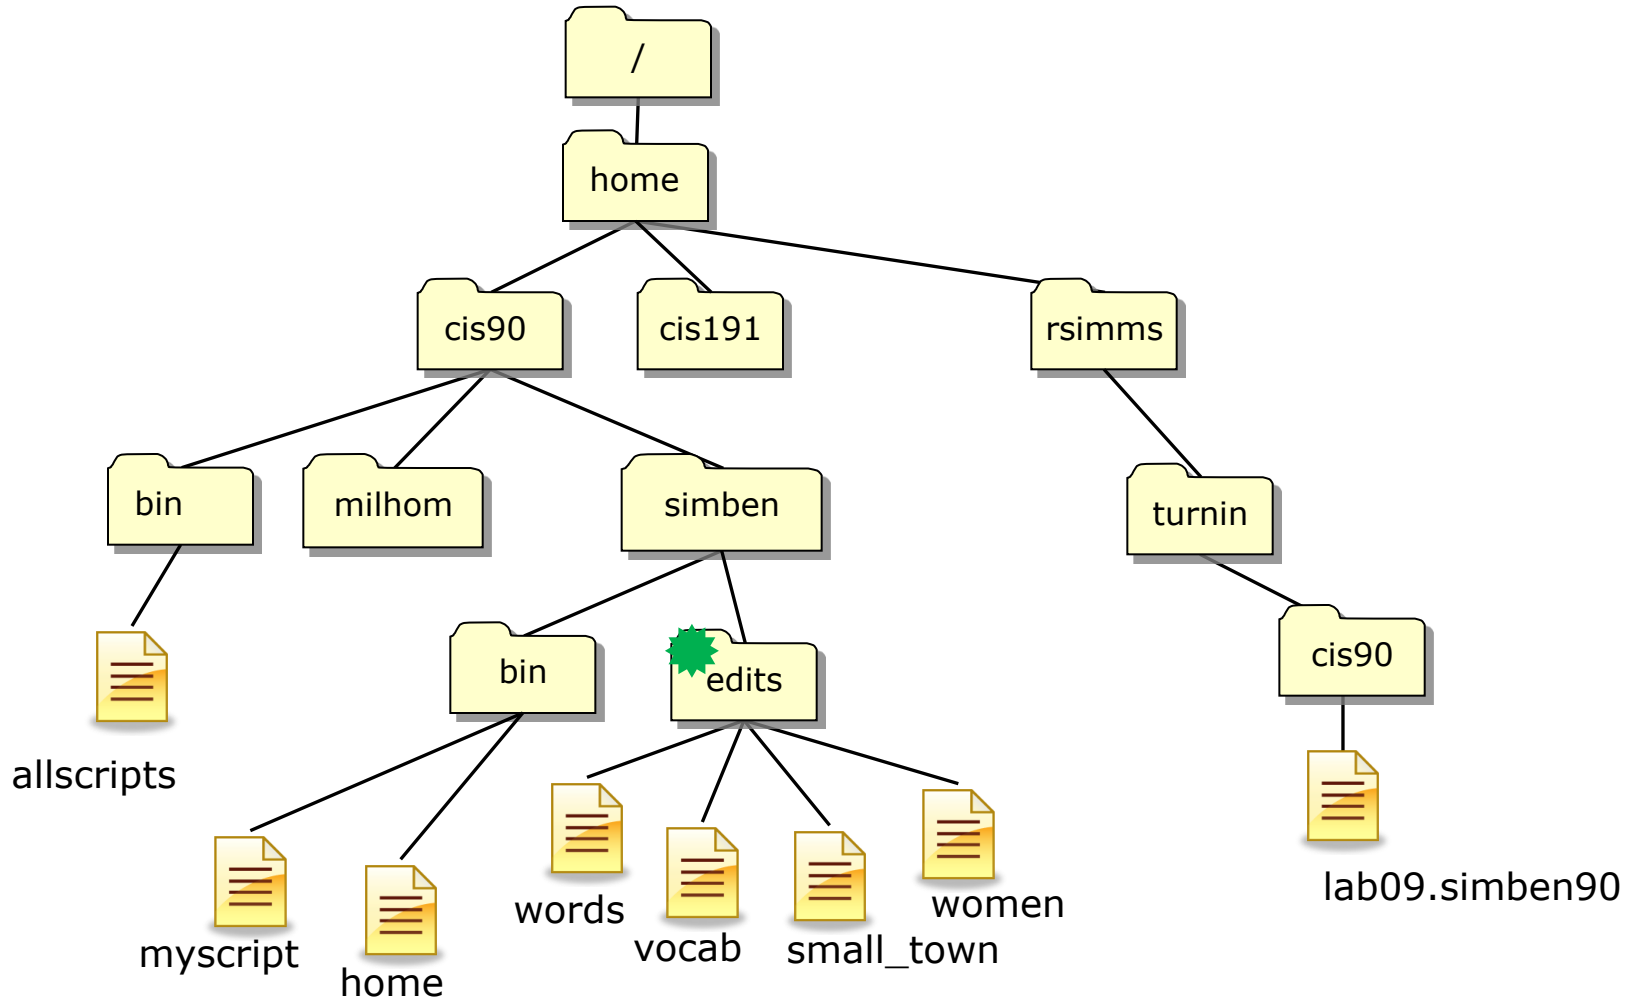 /
home
cis90
cis191
rsimms
bin
milhom
simben
turnin
bin
edits
cis90
allscripts
words
women
lab09.simben90
myscript
vocab
small_town
home